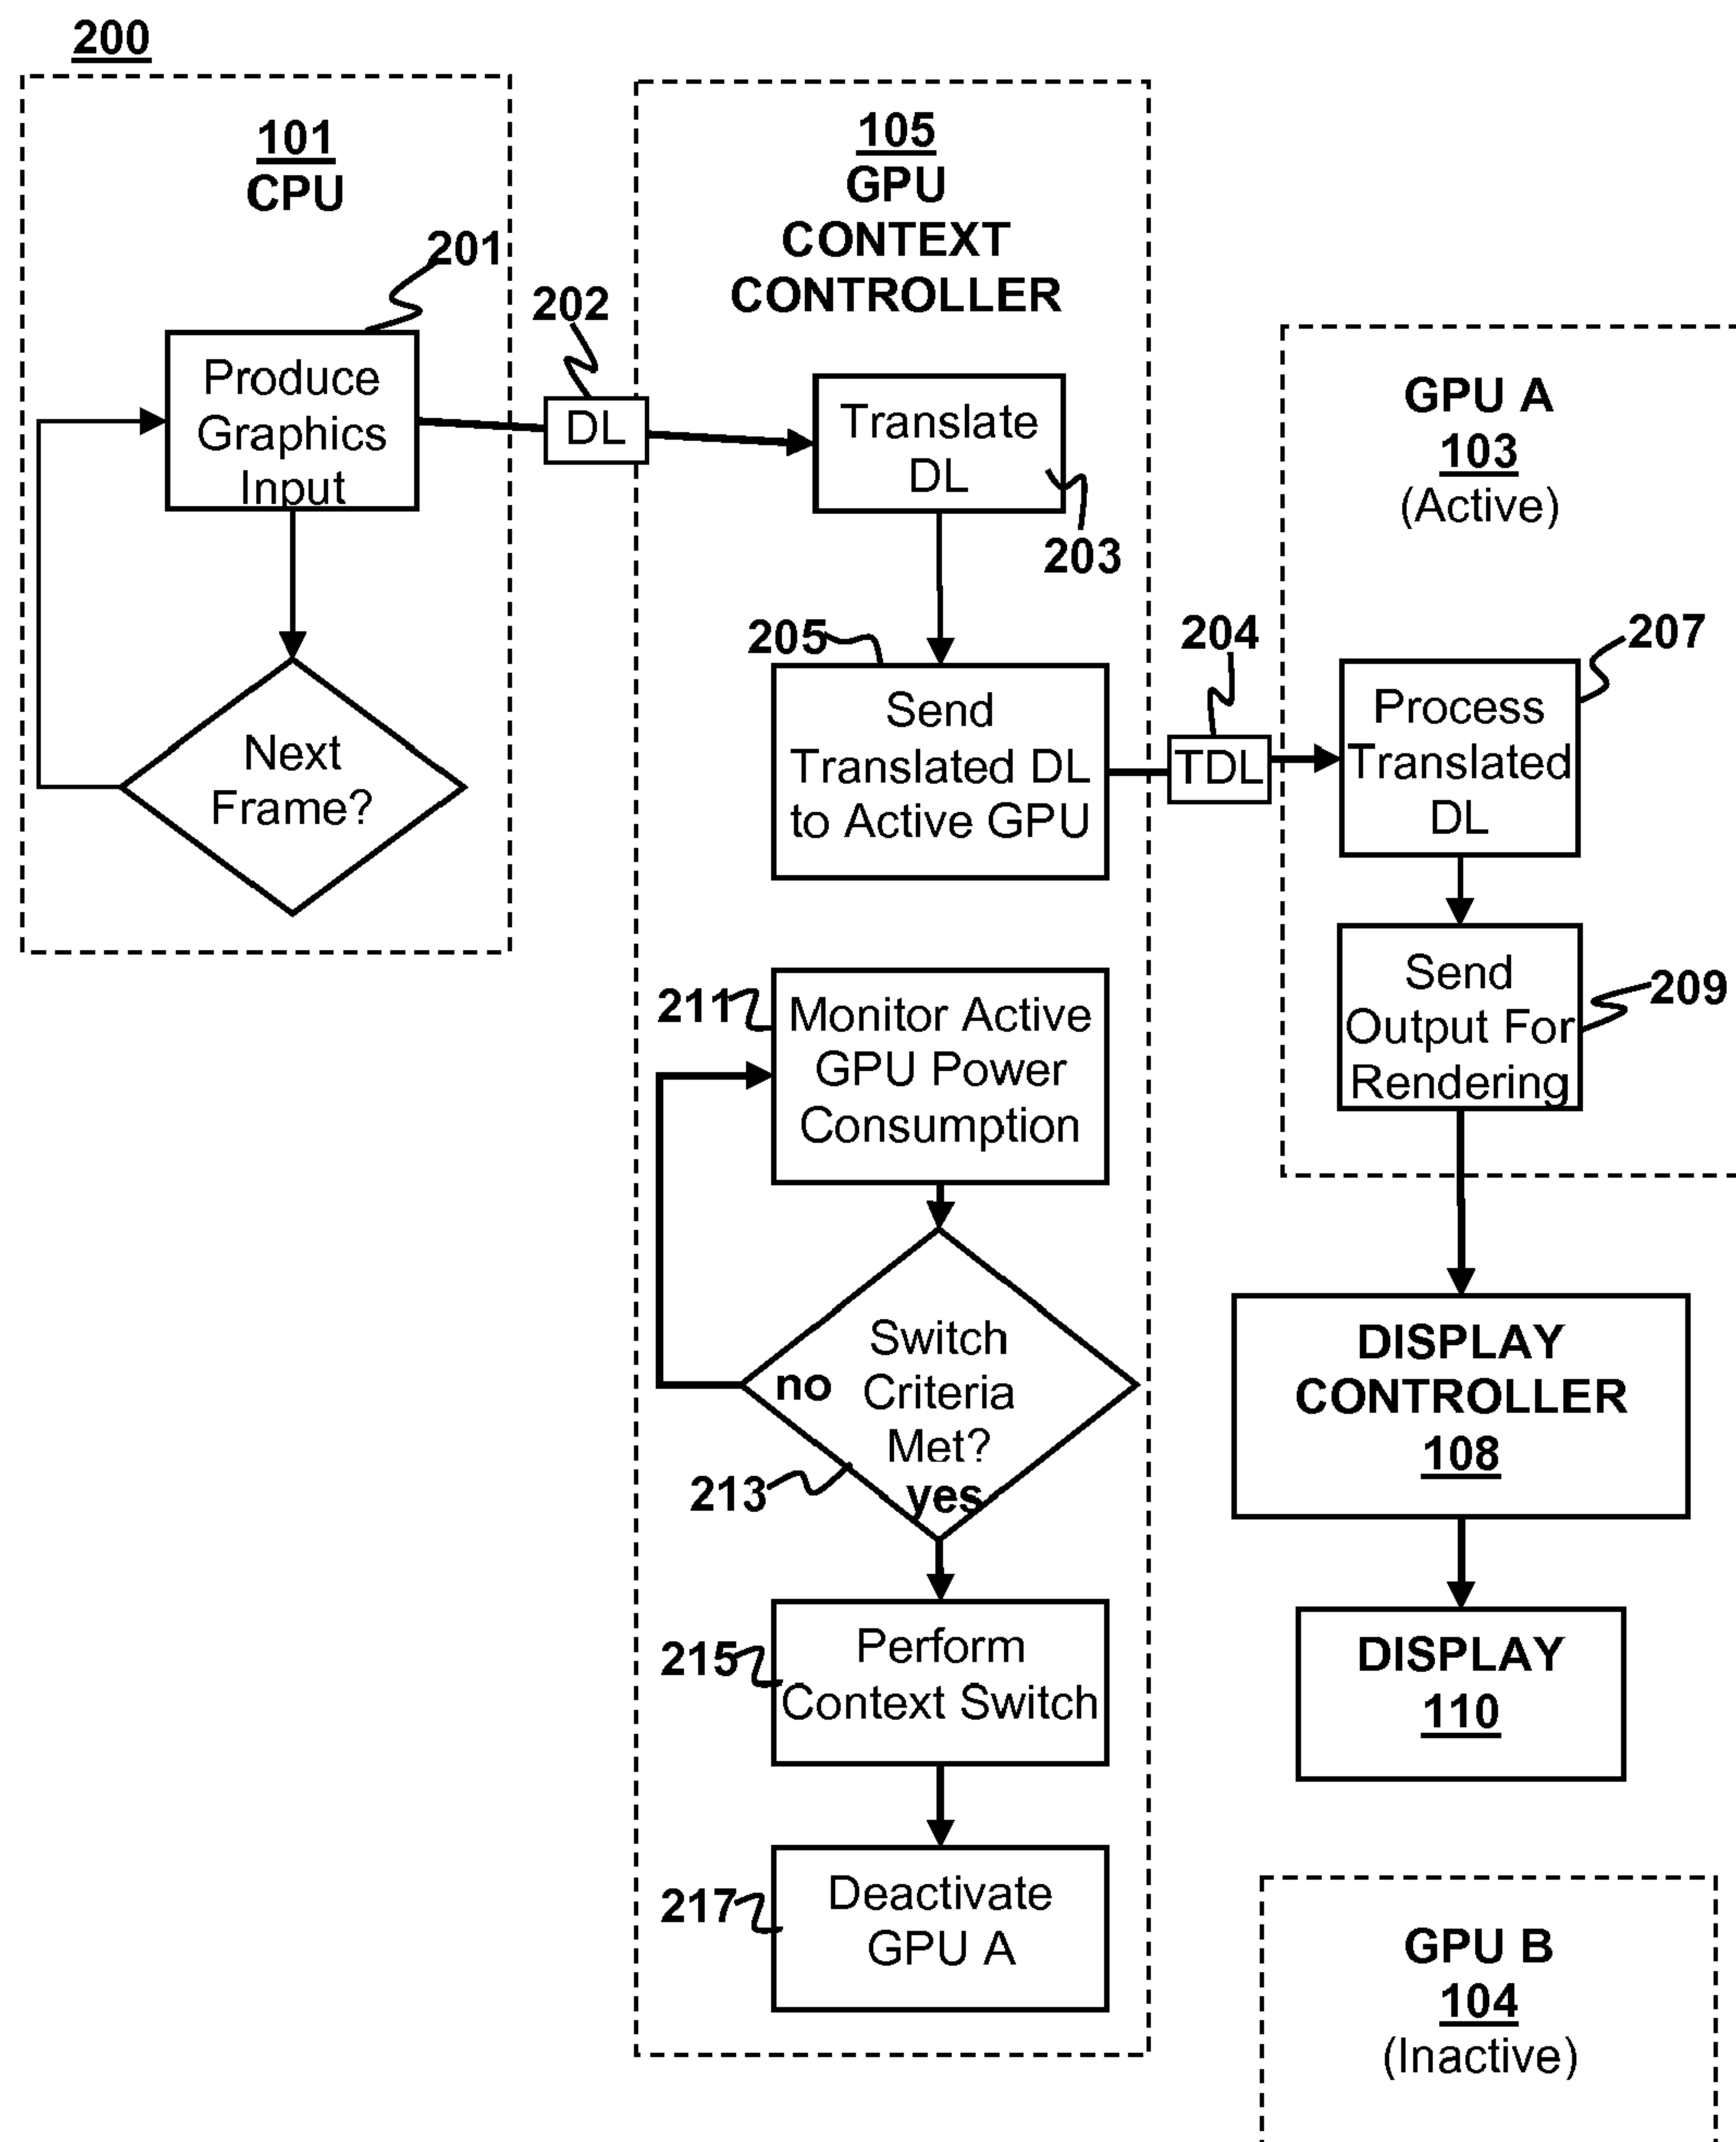 200
101
CPU
201
Produce
Graphics
Input
Next
Frame?
202
DL
105
GPU
CONTEXT
CONTROLLER
Translate
DL
203
205
Send
Translated DL
to Active GPU
204
TDL
GPU A
103
(Active)
207
Process
Translated
DL
Send
Output For
Rendering
209
211
Monitor Active
GPU Power
Consumption
Switch
Criteria
Met?
no
yes
213
215
Perform
Context Switch
217
Deactivate
GPU A
DISPLAY
CONTROLLER
108
DISPLAY
110
GPU B
104
(Inactive)